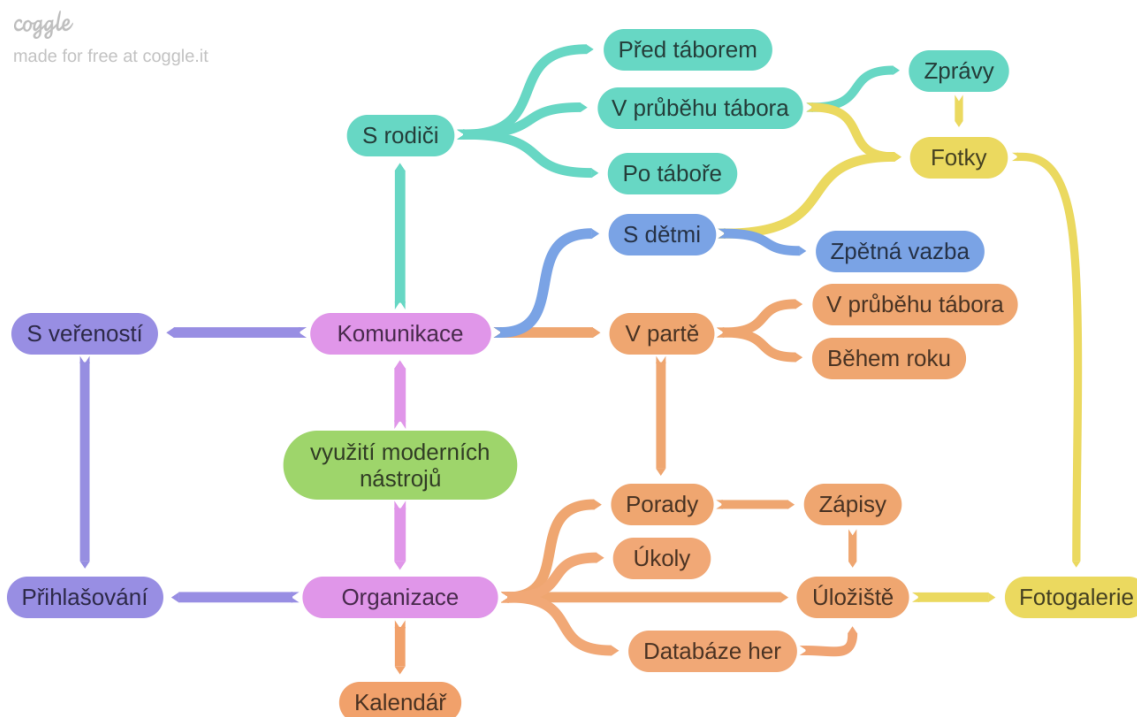 coggle
made for free at coggle.it
Před táborem
Zprávy
V průběhu tábora
S rodiči
Fotky
Po táboře
S dětmi
Zpětná vazba
V průběhu tábora
S veřeností
Komunikace
V partě
Během roku
využití moderních
nástrojů
Porady
Zápisy
Úkoly
Přihlašování
Organizace
Úložiště
Fotogalerie
Databáze her
Kalendář